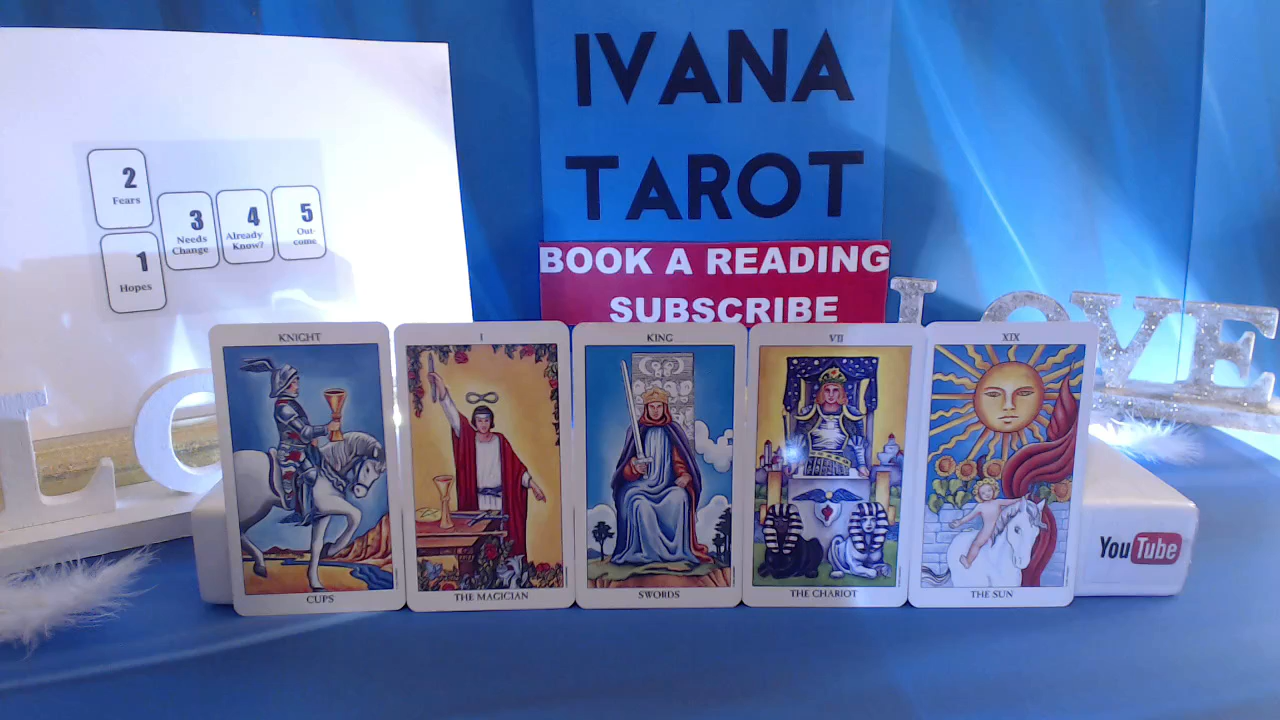 IVANA
TAROT
BOOK A READING
SUBSCRIBE
2
Fears
1
Hopes
3
Needs
Change
4
Already
Know?
5
Out-
come
LO
LOVE
KNIGHT
CUPS
I
THE MAGICIAN
KING
SWORDS
VII
THE CHARIOT
XIX
THE SUN
YouTube